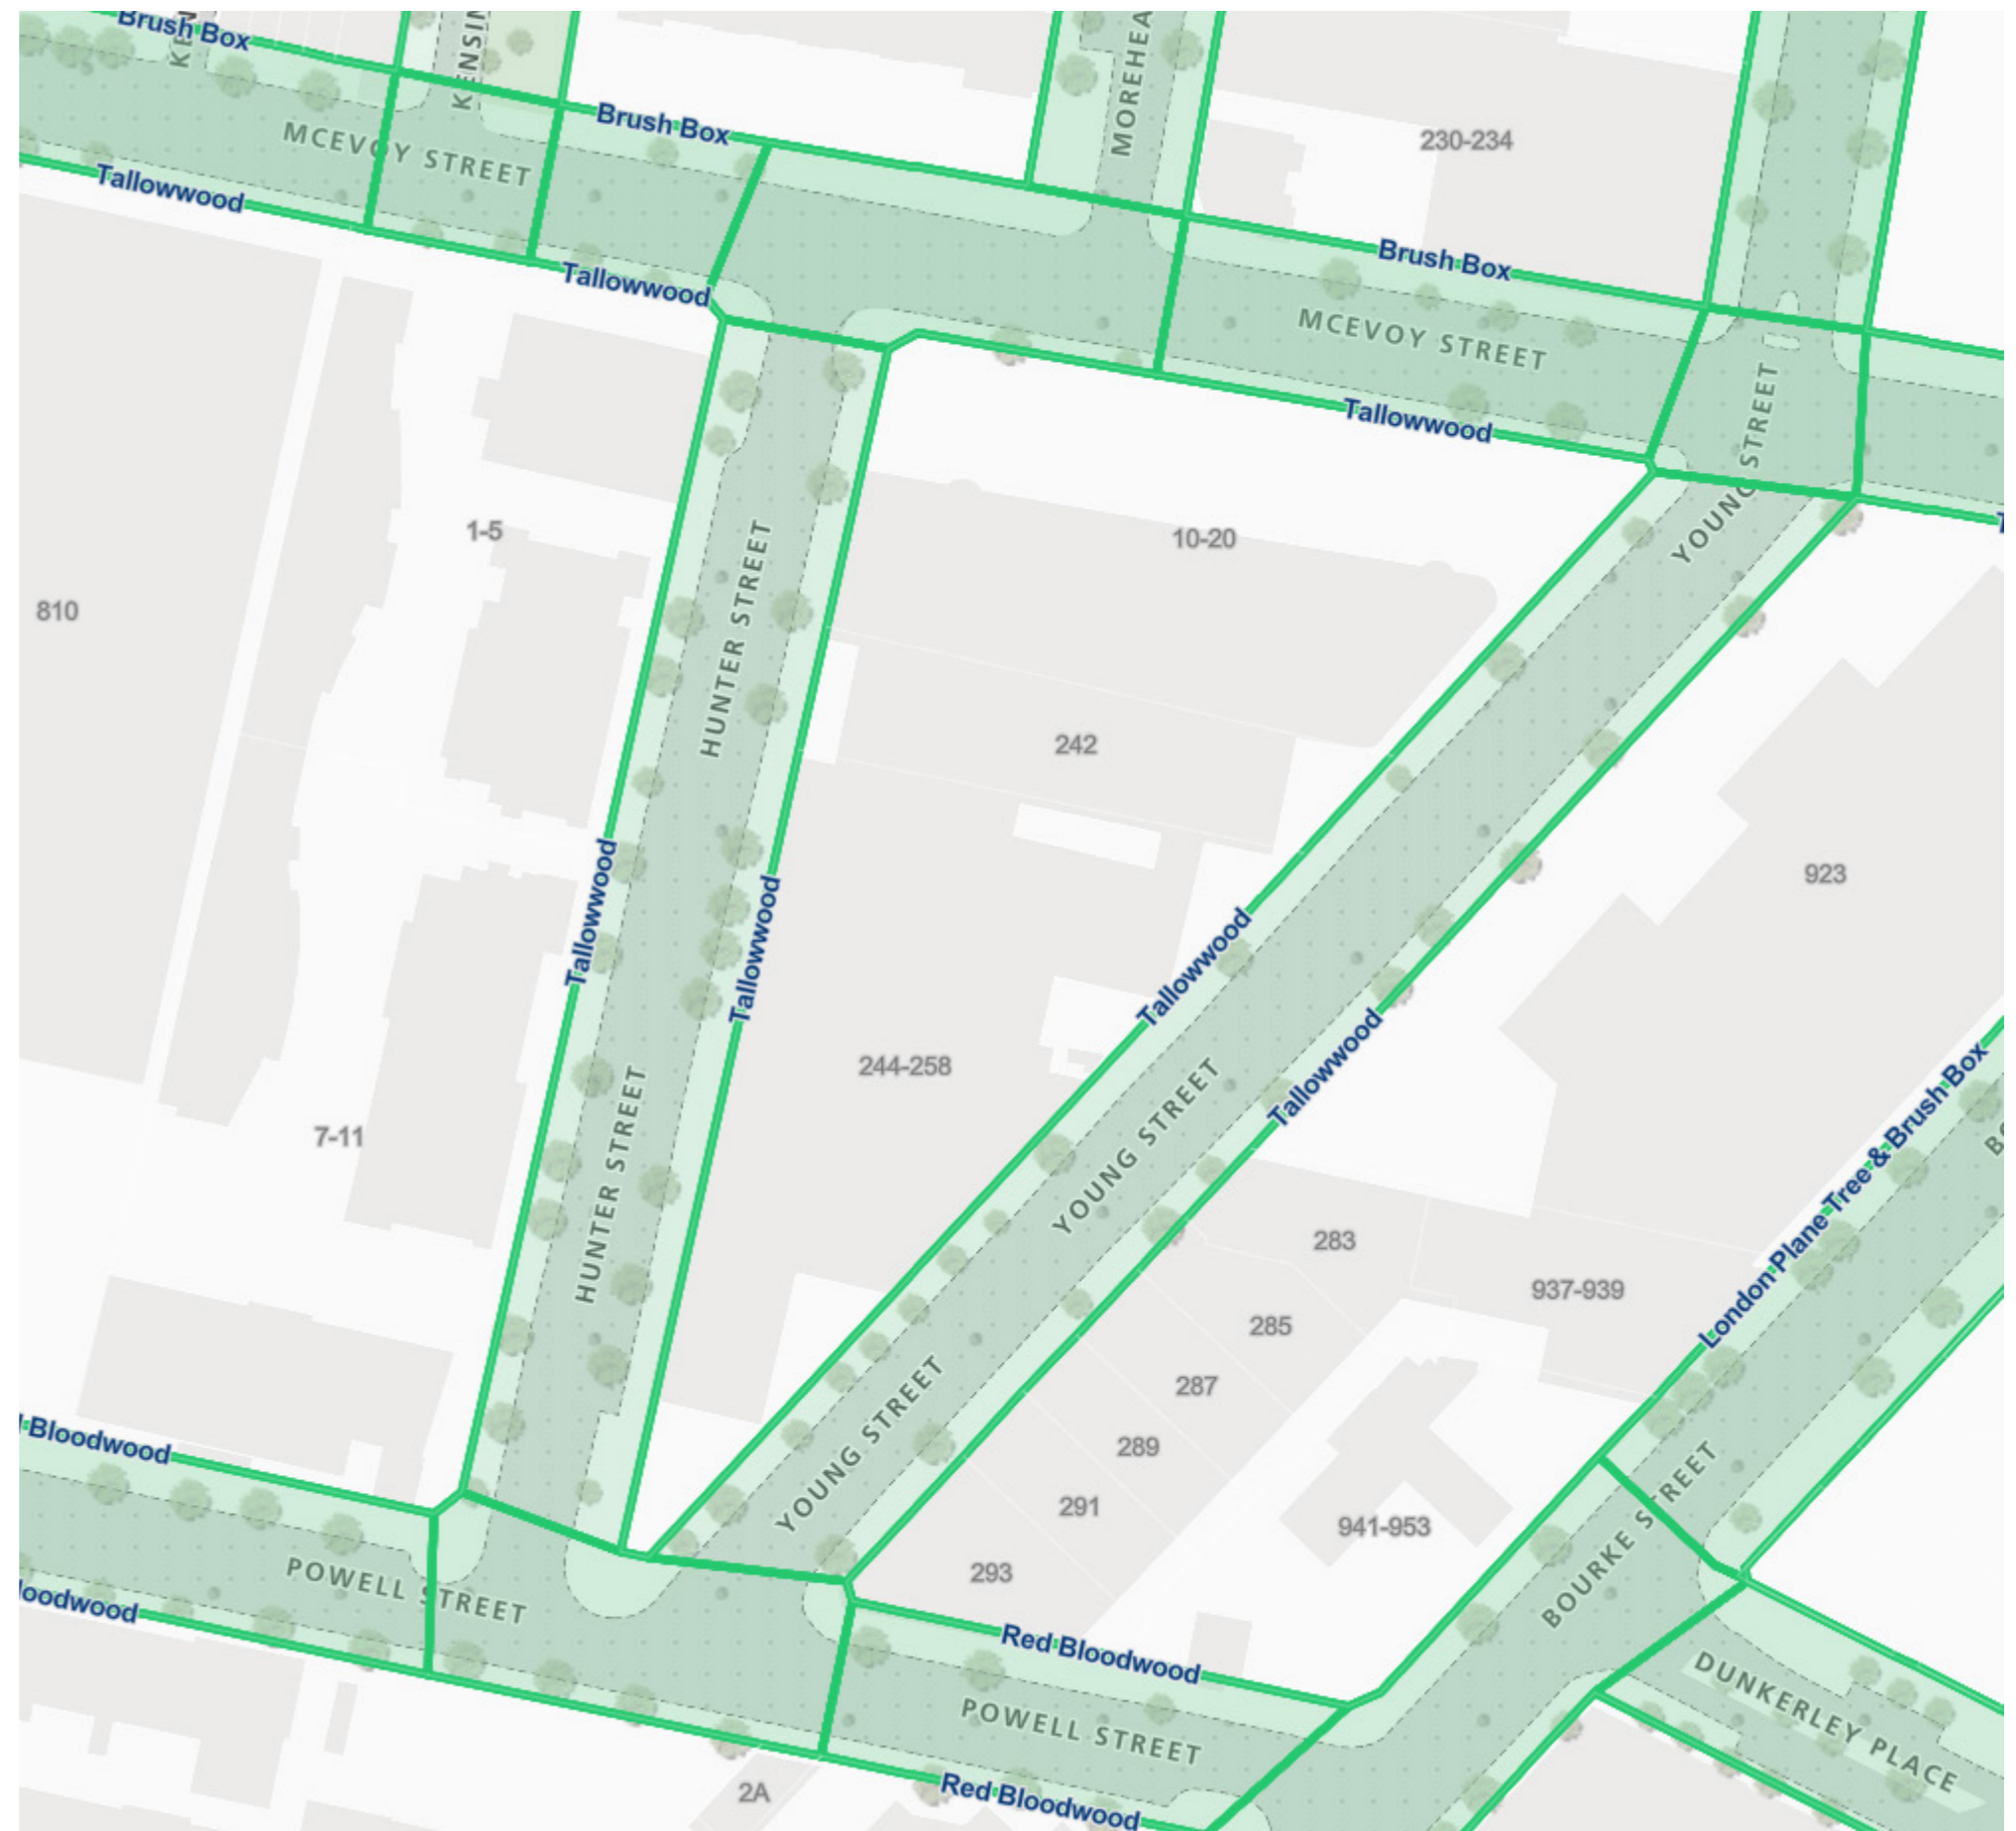 Brush Box
MCEVOY STREET
Brush Box
230-234
Tallowwood
Tallowwood
Brush Box
MCEVOY STREET
Tallowwood
YOUNG STREET
1-5
10-20
810
HUNTER STREET
242
923
Tallowwood
Tallowwood
Tallowwood
Tallowwood
244-258
7-11
HUNTER STREET
YOUNG STREET
London Plane Tree & Brush Box
283
937-939
285
287
289
YOUNG STREET
291
Bloodwood
941-953
BOURKE STREET
293
POWELL STREET
Red Bloodwood
POWELL STREET
DUNKERLEY PLACE
2A
Red Bloodwood